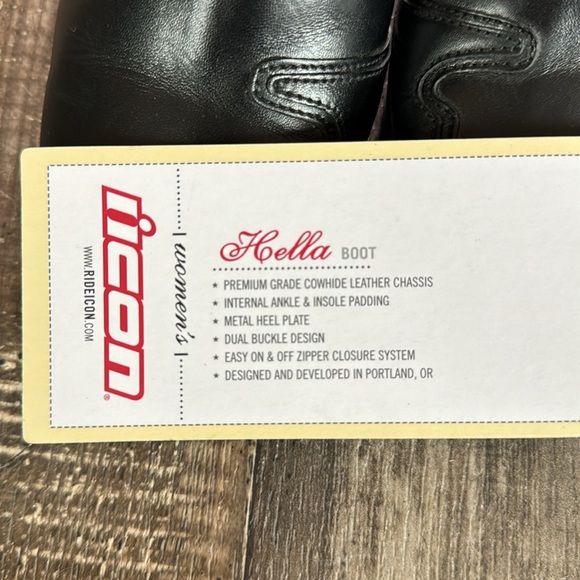 icon
®
WWW.RIDEICON.COM
women's
Hella BOOT
★ PREMIUM GRADE COWHIDE LEATHER CHASSIS
★ INTERNAL ANKLE & INSOLE PADDING
★ METAL HEEL PLATE
★ DUAL BUCKLE DESIGN
★ EASY ON & OFF ZIPPER CLOSURE SYSTEM
★ DESIGNED AND DEVELOPED IN PORTLAND, OR